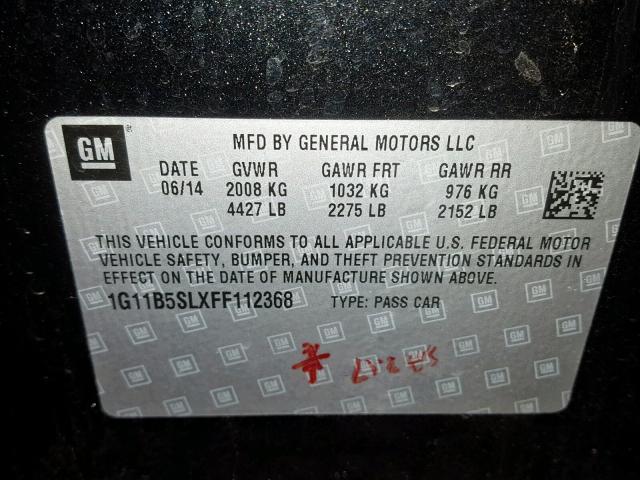 GM
MFD BY GENERAL MOTORS LLC
DATE GVWR GAWR FRT GAWR RR
06/14 2008 KG 1032 KG 976 KG
4427 LB 2275 LB 2152 LB
THIS VEHICLE CONFORMS TO ALL APPLICABLE U.S. FEDERAL MOTOR
VEHICLE SAFETY, BUMPER, AND THEFT PREVENTION STANDARDS IN
EFFECT ON THE DATE OF MANUFACTURE SHOWN ABOVE.
1G11B5SLXFF112368 TYPE: PASS CAR